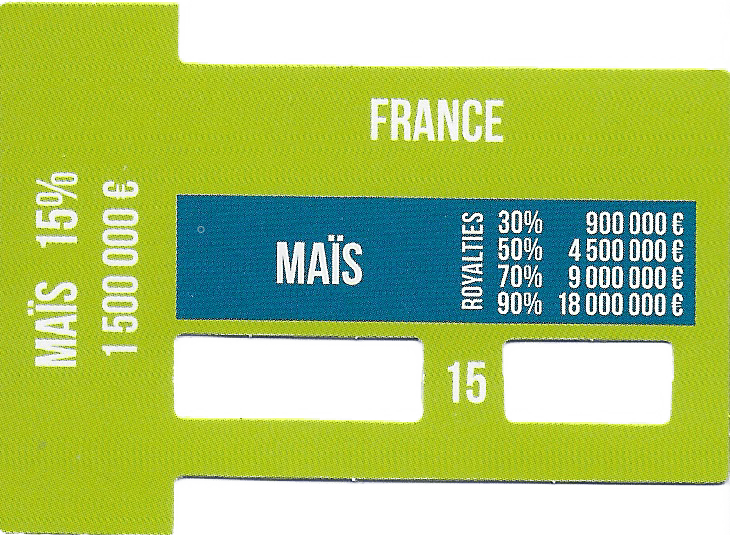 FRANCE
MAÏS 15%
1 500 000 €
MAÏS
ROYALTIES
30% 900 000 €
50% 4 500 000 €
70% 9 000 000 €
90% 18 000 000 €
15